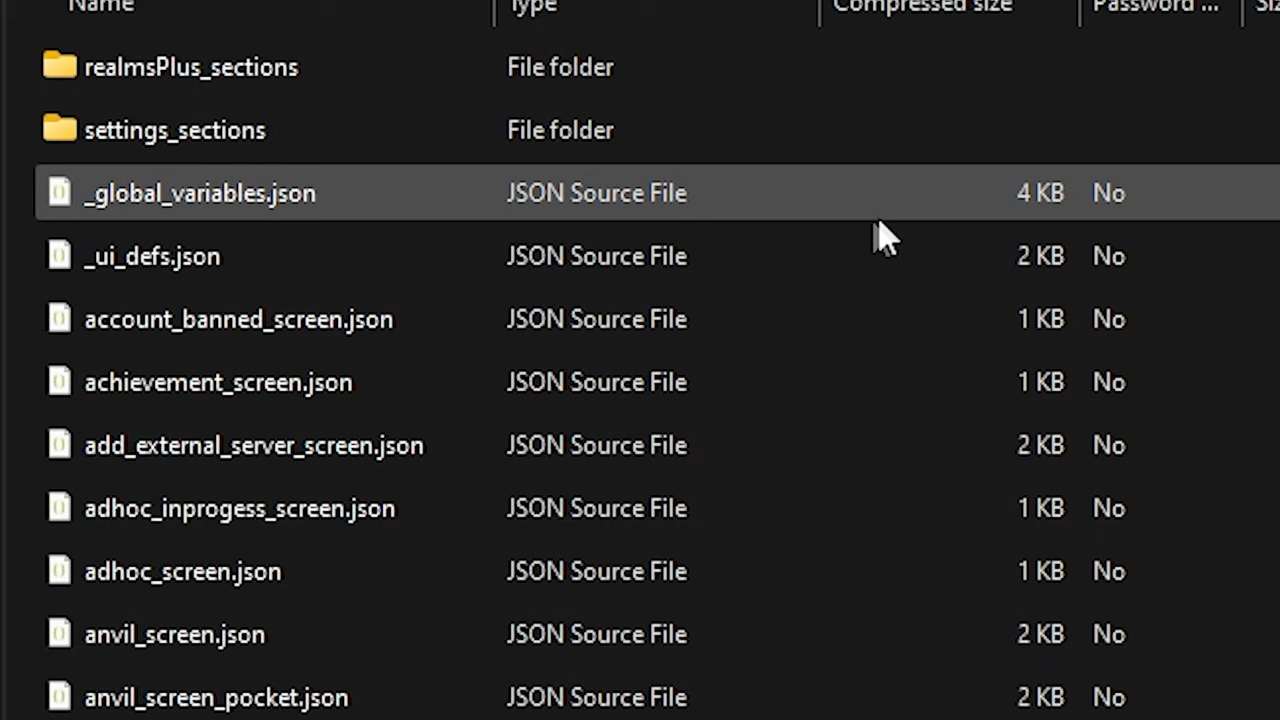 Name Type Compressed size Password ... Siz
realmsPlus_sections File folder
settings_sections File folder
_global_variables.json JSON Source File 4 KB No
_ui_defs.json JSON Source File 2 KB No
account_banned_screen.json JSON Source File 1 KB No
achievement_screen.json JSON Source File 1 KB No
add_external_server_screen.json JSON Source File 2 KB No
adhoc_inprogess_screen.json JSON Source File 1 KB No
adhoc_screen.json JSON Source File 1 KB No
anvil_screen.json JSON Source File 2 KB No
anvil_screen_pocket.json JSON Source File 2 KB No